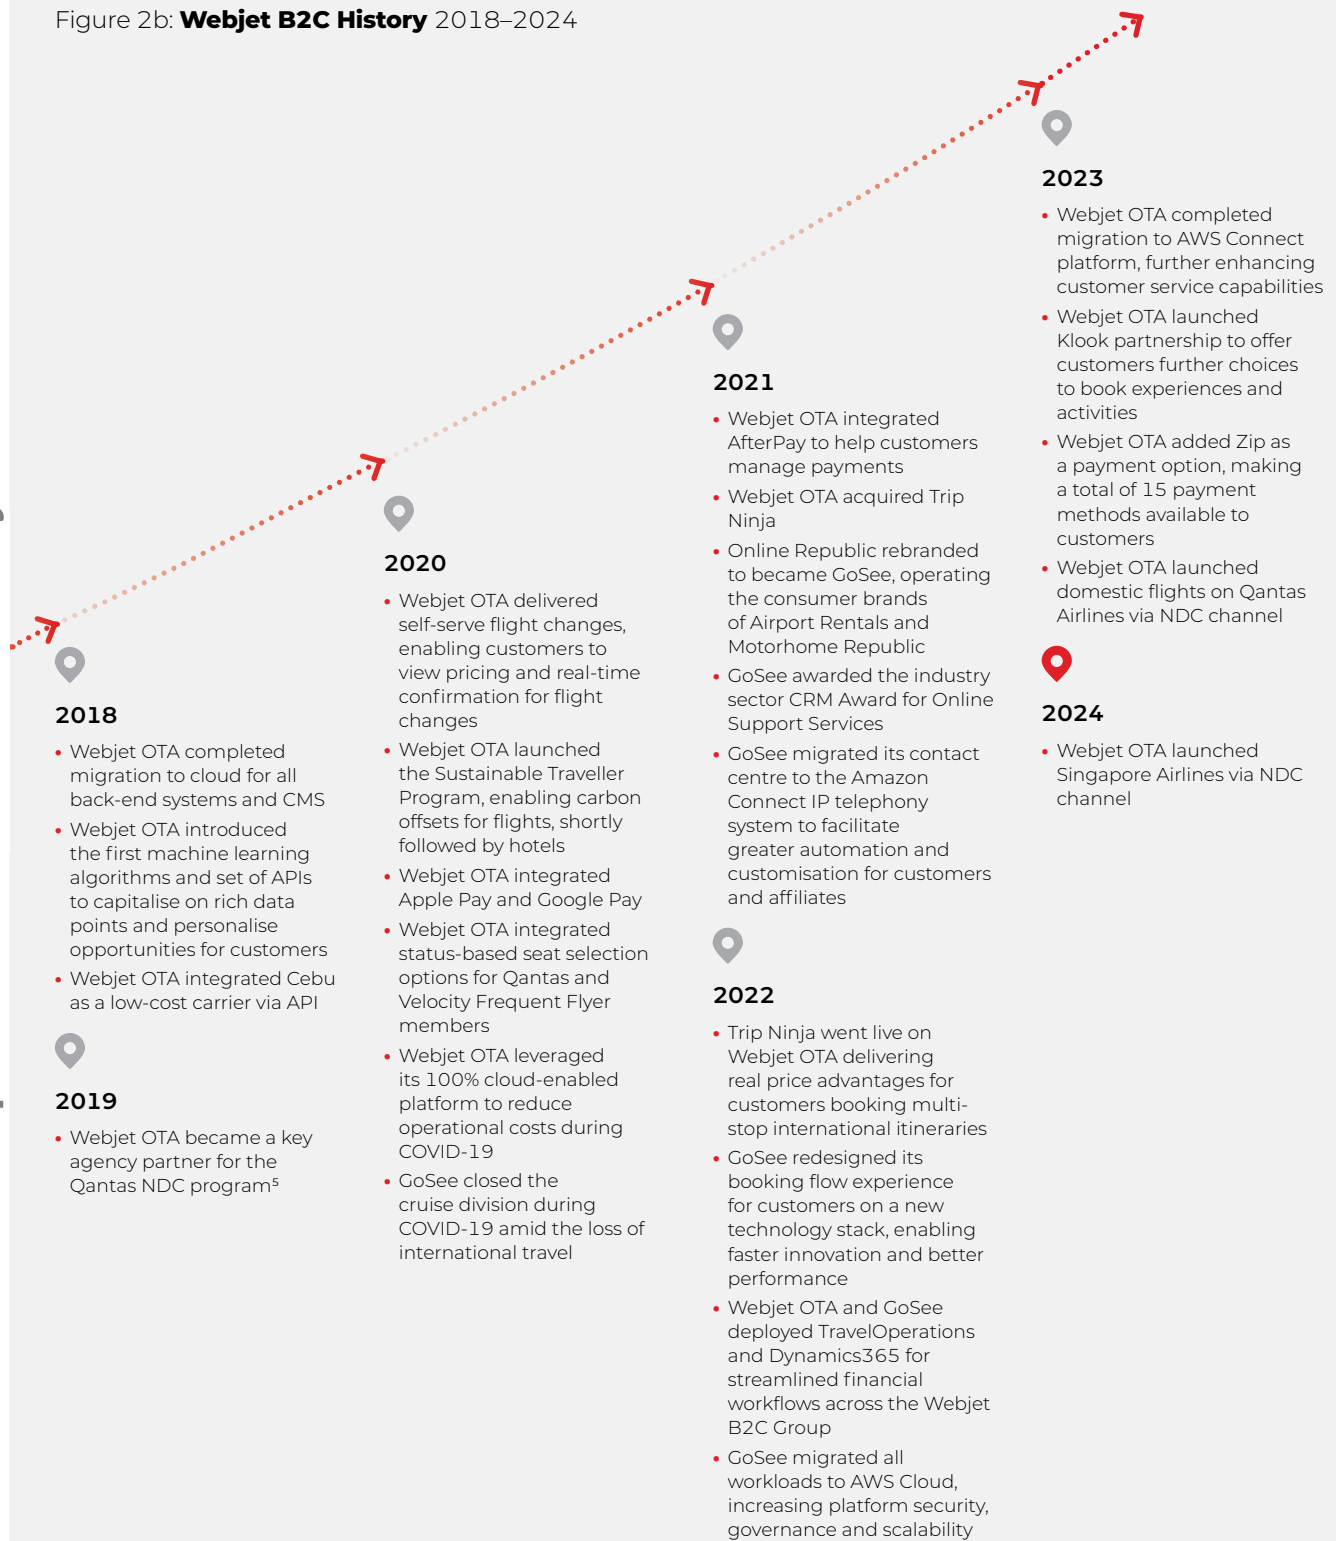 Figure 2b: Webjet B2C History 2018–2024
2018
• Webjet OTA completed
migration to cloud for all
back-end systems and CMS
• Webjet OTA introduced
the first machine learning
algorithms and set of APIs
to capitalise on rich data
points and personalise
opportunities for customers
• Webjet OTA integrated Cebu
as a low-cost carrier via API
2019
• Webjet OTA became a key
agency partner for the
Qantas NDC program⁵
2020
• Webjet OTA delivered
self-serve flight changes,
enabling customers to
view pricing and real-time
confirmation for flight
changes
• Webjet OTA launched
the Sustainable Traveller
Program, enabling carbon
offsets for flights, shortly
followed by hotels
• Webjet OTA integrated
Apple Pay and Google Pay
• Webjet OTA integrated
status-based seat selection
options for Qantas and
Velocity Frequent Flyer
members
• Webjet OTA leveraged
its 100% cloud-enabled
platform to reduce
operational costs during
COVID-19
• GoSee closed the
cruise division during
COVID-19 amid the loss of
international travel
2021
• Webjet OTA integrated
AfterPay to help customers
manage payments
• Webjet OTA acquired Trip
Ninja
• Online Republic rebranded
to became GoSee, operating
the consumer brands
of Airport Rentals and
Motorhome Republic
• GoSee awarded the industry
sector CRM Award for Online
Support Services
• GoSee migrated its contact
centre to the Amazon
Connect IP telephony
system to facilitate
greater automation and
customisation for customers
and affiliates
2022
• Trip Ninja went live on
Webjet OTA delivering
real price advantages for
customers booking multi-
stop international itineraries
• GoSee redesigned its
booking flow experience
for customers on a new
technology stack, enabling
faster innovation and better
performance
• Webjet OTA and GoSee
deployed TravelOperations
and Dynamics365 for
streamlined financial
workflows across the Webjet
B2C Group
• GoSee migrated all
workloads to AWS Cloud,
increasing platform security,
governance and scalability
2023
• Webjet OTA completed
migration to AWS Connect
platform, further enhancing
customer service capabilities
• Webjet OTA launched
Klook partnership to offer
customers further choices
to book experiences and
activities
• Webjet OTA added Zip as
a payment option, making
a total of 15 payment
methods available to
customers
• Webjet OTA launched
domestic flights on Qantas
Airlines via NDC channel
2024
• Webjet OTA launched
Singapore Airlines via NDC
channel